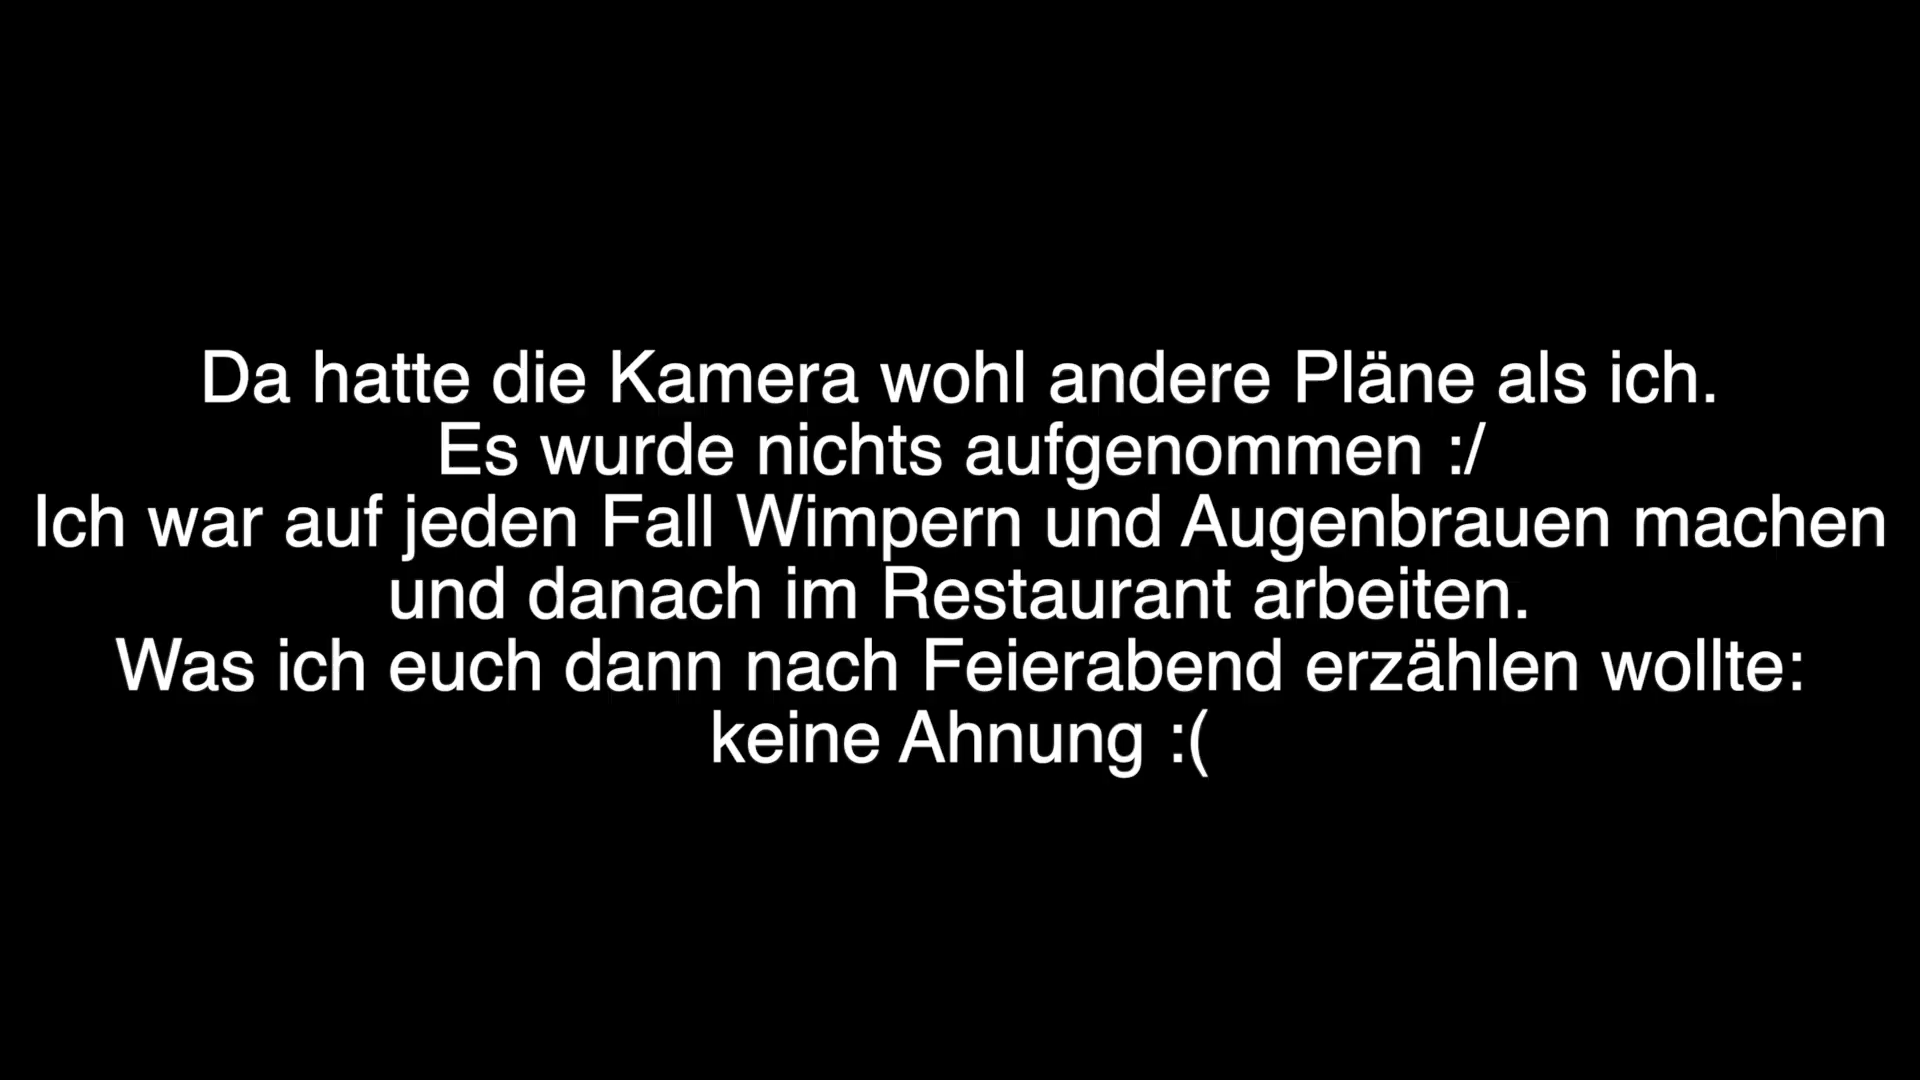 Da hatte die Kamera wohl andere Pläne als ich.
Es wurde nichts aufgenommen :/
Ich war auf jeden Fall Wimpern und Augenbrauen machen
und danach im Restaurant arbeiten.
Was ich euch dann nach Feierabend erzählen wollte:
keine Ahnung :(